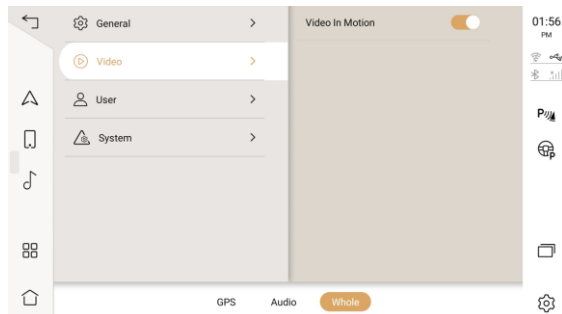 General
Video
User
System
Video In Motion
01:56
PM
P
P
GPS
Audio
Whole